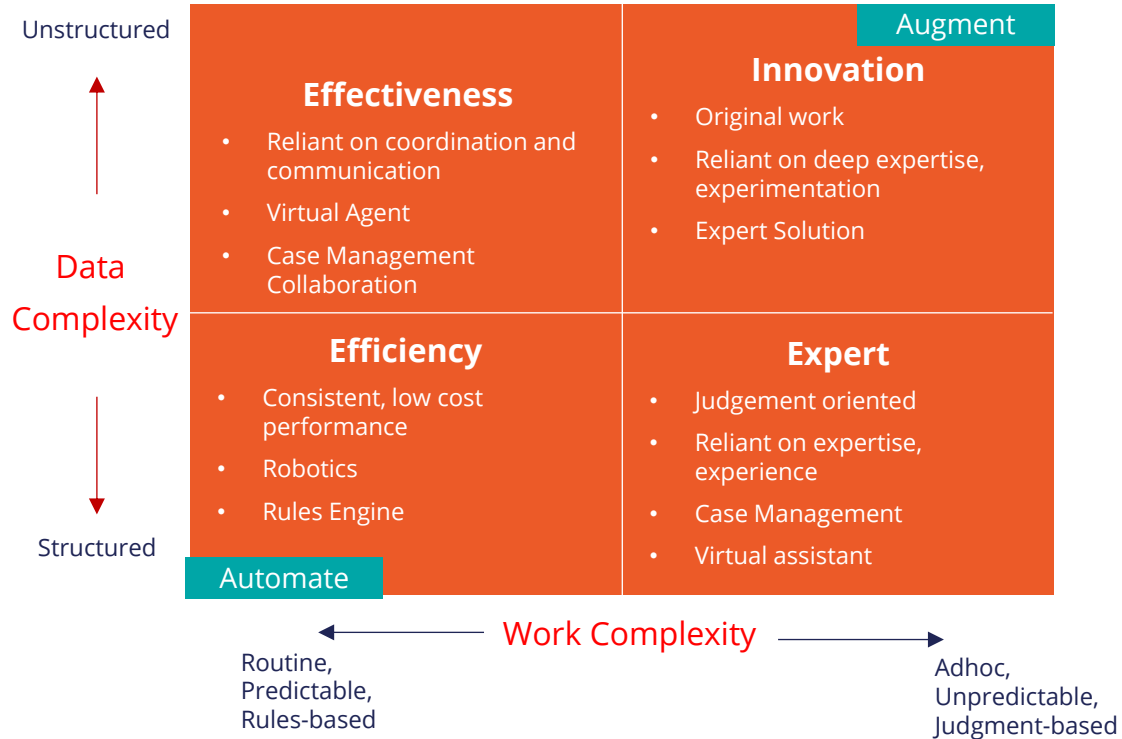 Unstructured
Augment
Effectiveness
• Reliant on coordination and
communication
• Virtual Agent
• Case Management
Collaboration
Innovation
• Original work
• Reliant on deep expertise,
experimentation
• Expert Solution
Data
Complexity
Efficiency
• Consistent, low cost
performance
• Robotics
• Rules Engine
Expert
• Judgement oriented
• Reliant on expertise,
experience
• Case Management
• Virtual assistant
Structured
Automate
Work Complexity
Routine,
Predictable,
Rules-based
Adhoc,
Unpredictable,
Judgment-based